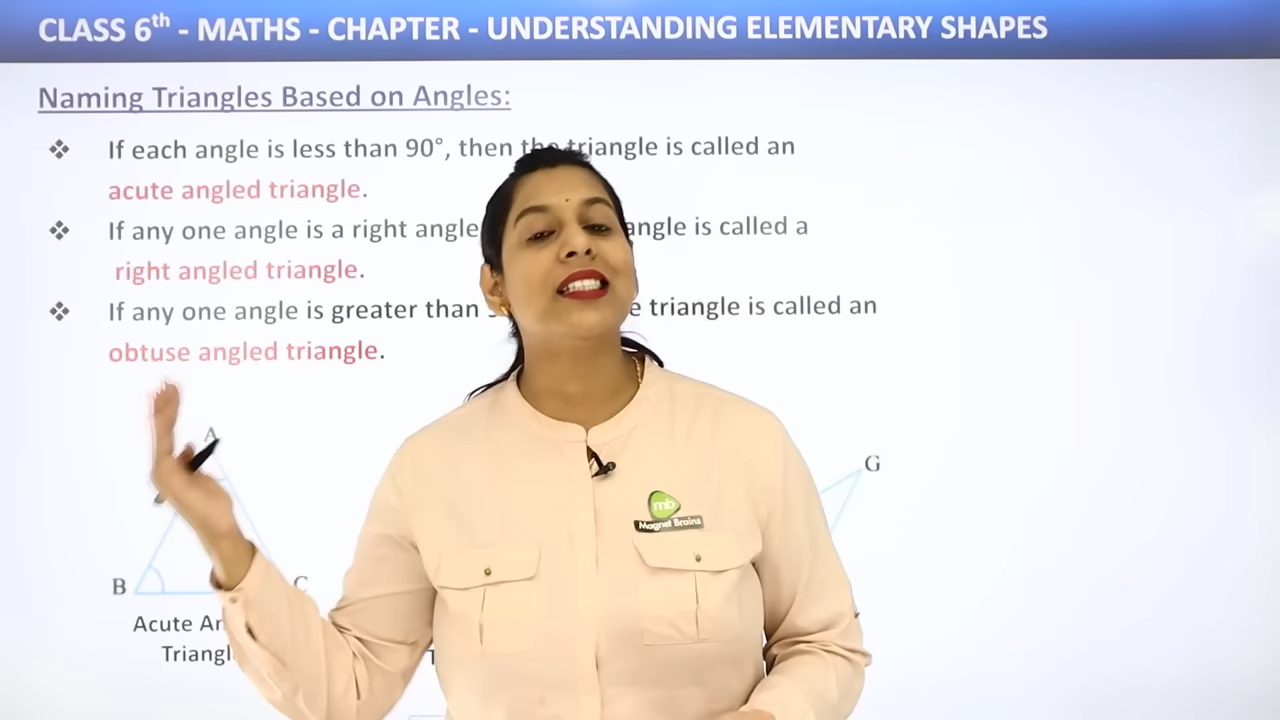 CLASS 6th - MATHS - CHAPTER - UNDERSTANDING ELEMENTARY SHAPES
Naming Triangles Based on Angles:
❖ If each angle is less than 90°, then the triangle is called an
acute angled triangle.
❖ If any one angle is a right angle angle is called a
right angled triangle.
❖ If any one angle is greater than triangle is called an
obtuse angled triangle.
A
G
B C
mb
Magnet Brains
Acute